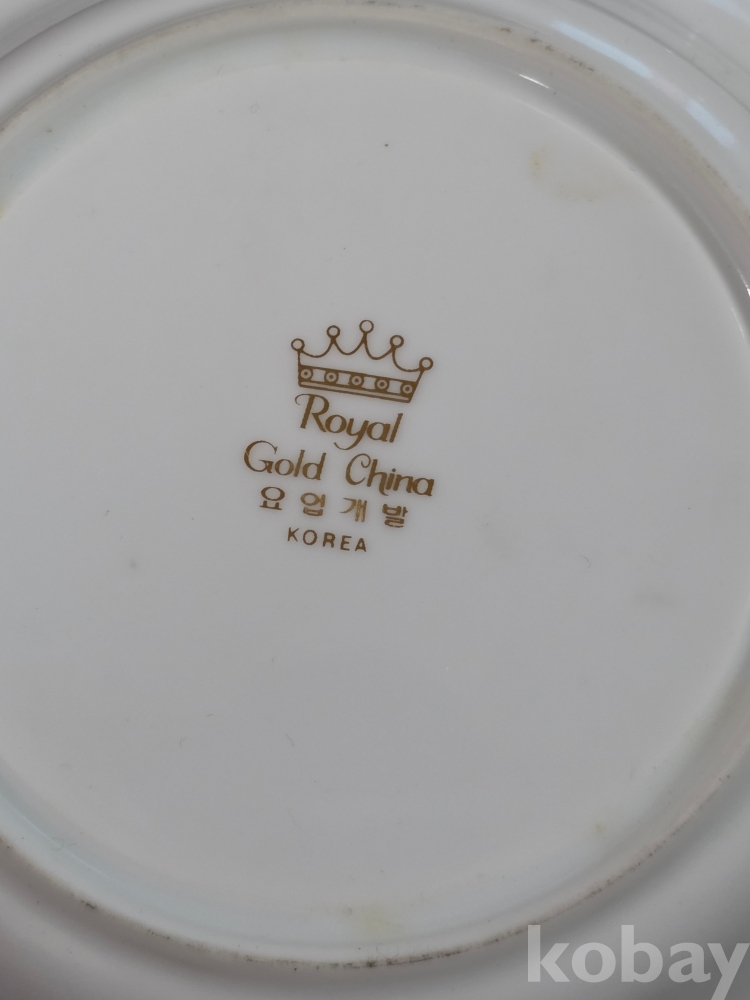 Royal
Gold China
요업개발
KOREA
kobay